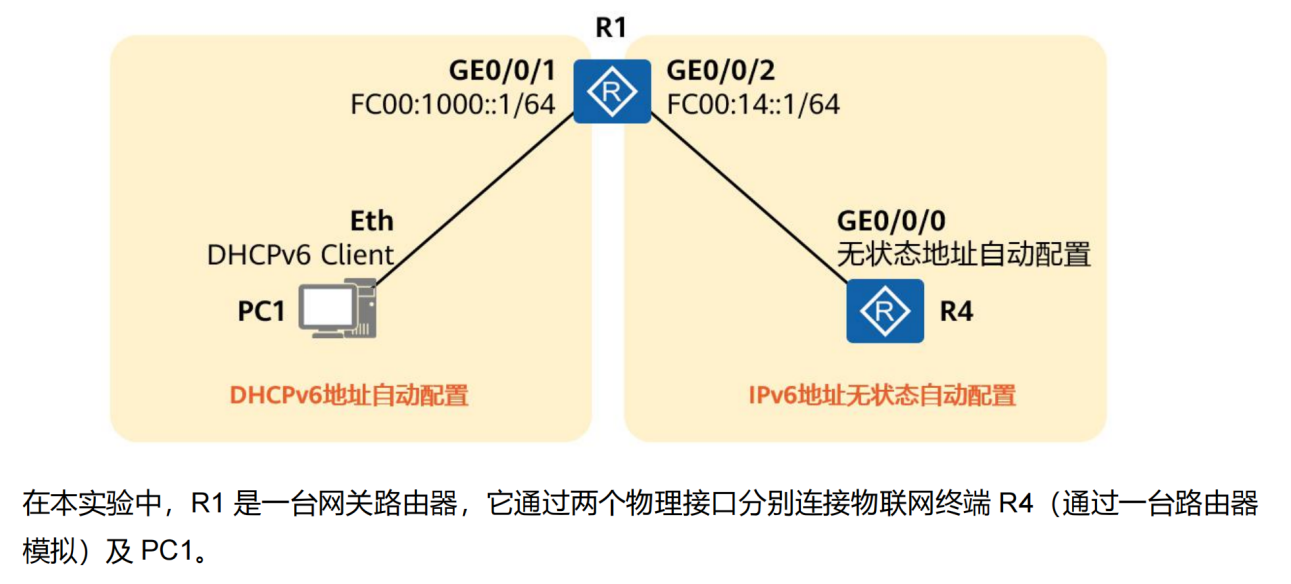 R1
GE0/0/1
FC00:1000::1/64
R
GE0/0/2
FC00:14::1/64
Eth
DHCPv6 Client
PC1
GE0/0/0
无状态地址自动配置
R
R4
DHCPv6地址自动配置
IPv6地址无状态自动配置
在本实验中，R1 是一台网关路由器，它通过两个物理接口分别连接物联网终端 R4（通过一台路由器
模拟）及 PC1。